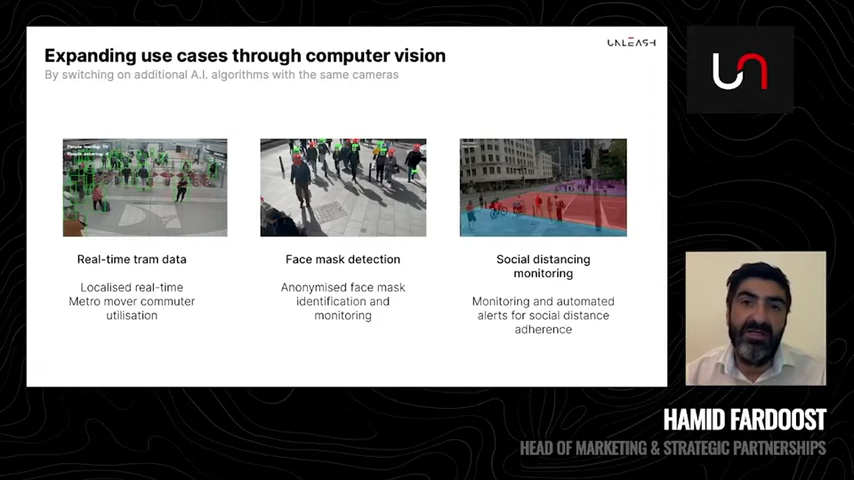 Expanding use cases through computer vision
By switching on additional A.I. algorithms with the same cameras
UNLEASH
Real-time tram data
Localised real-time
Metro mover commuter
utilisation
Face mask detection
Anonymised face mask
identification and
monitoring
Social distancing
monitoring
Monitoring and automated
alerts for social distance
adherence
HAMID FARDOOST
HEAD OF MARKETING & STRATEGIC PARTNERSHIPS